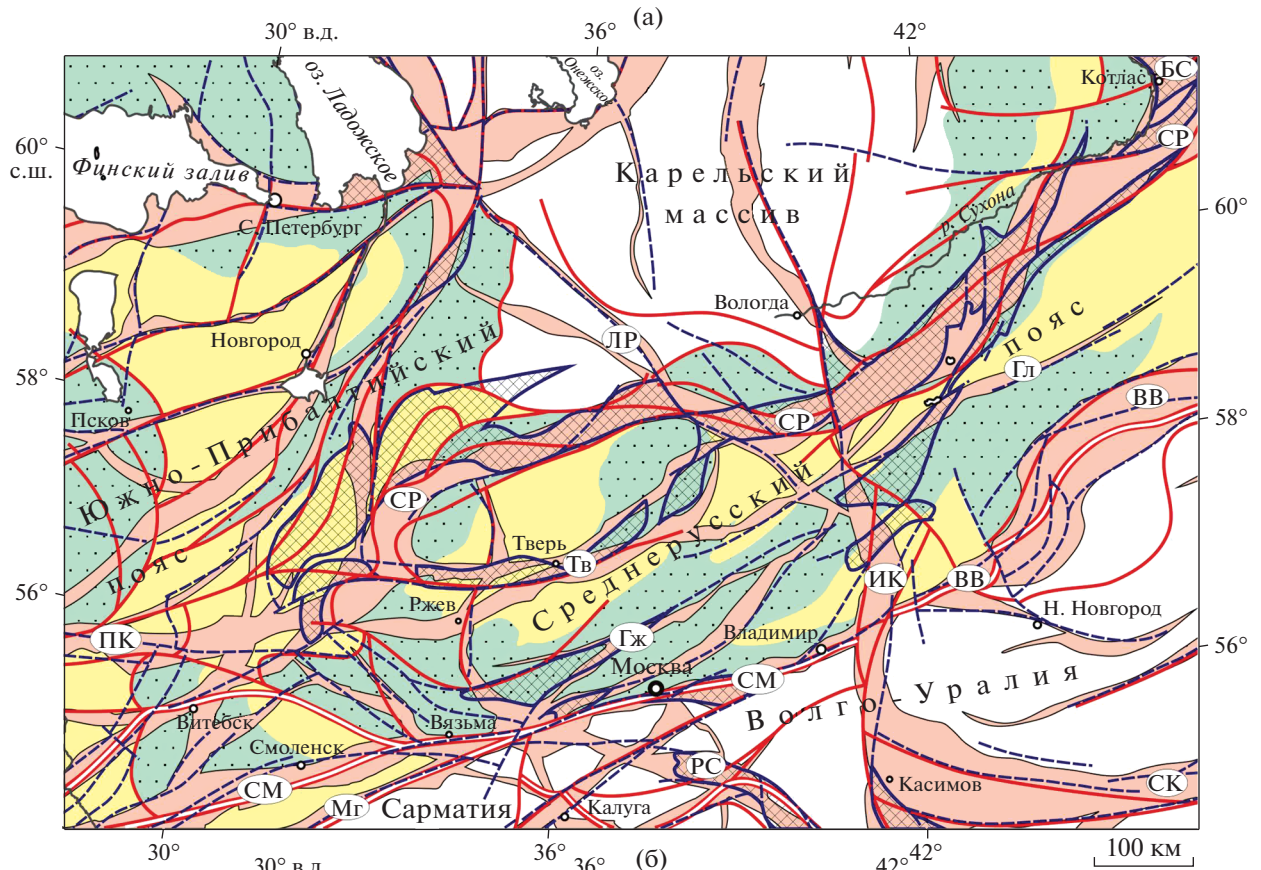 (а)
30° в.д.
36°
42°
60°
с.ш.
58°
56°
60°
58°
56°
оз. Ладожское
оз.
Онежское
Котлас
БС
СР
Финский залив
С. Петербург
Карельский
массив
р. Сухона
Вологда
Новгород
ЛР
Гл
пояс
ВВ
Псков
СР
Южно-Прибалтийский
пояс
СР
Тверь
Тв
Среднерусский
Ржев
ИК
ВВ
Н. Новгород
ПК
Гж
Владимир
Москва
СМ
Волго-Уралия
Витебск
Вязьма
Смоленск
РС
СМ
Мг
Сарматия
Калуга
Касимов
СК
30°
36°
42°
100 км
30° в.д.
36°
(б)
42°